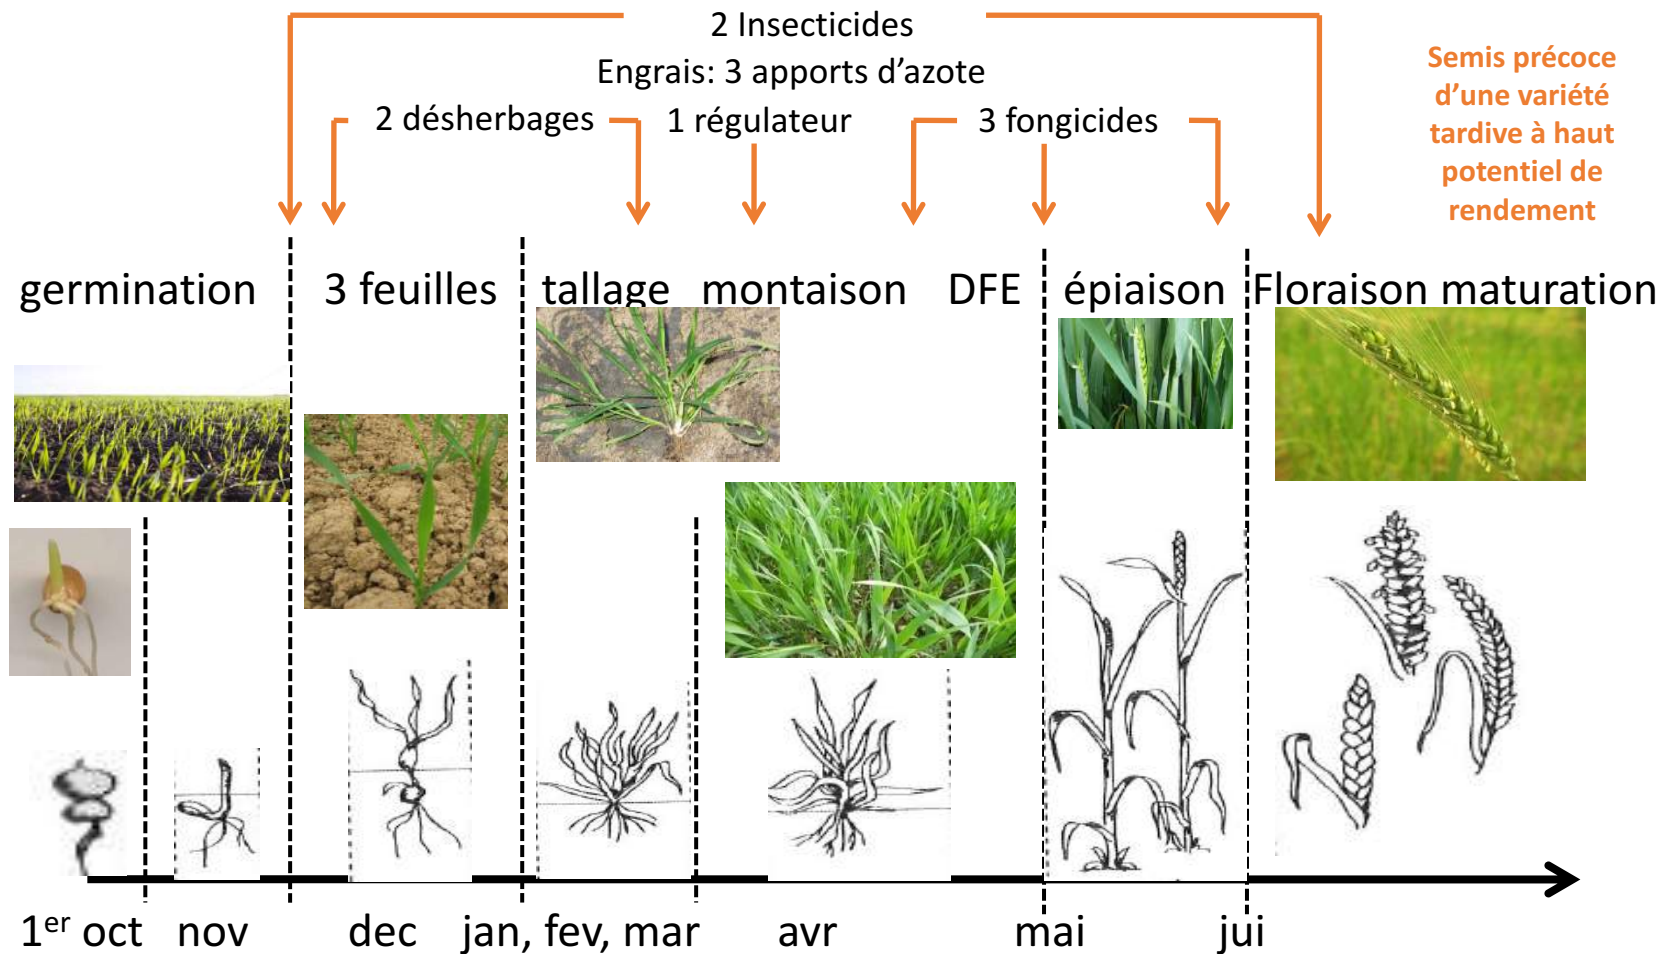 2 Insecticides
Engrais: 3 apports d'azote
2 désherbages
1 régulateur
3 fongicides
Semis précoce
d'une variété
tardive à haut
potentiel de
rendement
germination
3 feuilles
tallage
montaison
DFE
épiaison
Floraison maturation
1er oct
nov
dec
jan, fev, mar
avr
mai
jui